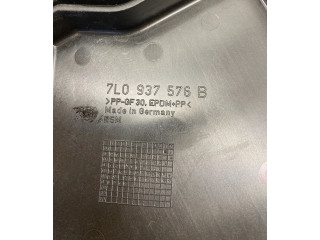 7L0 937 576 B
>PP-GF30.EPDM+PP<
Made in Germany